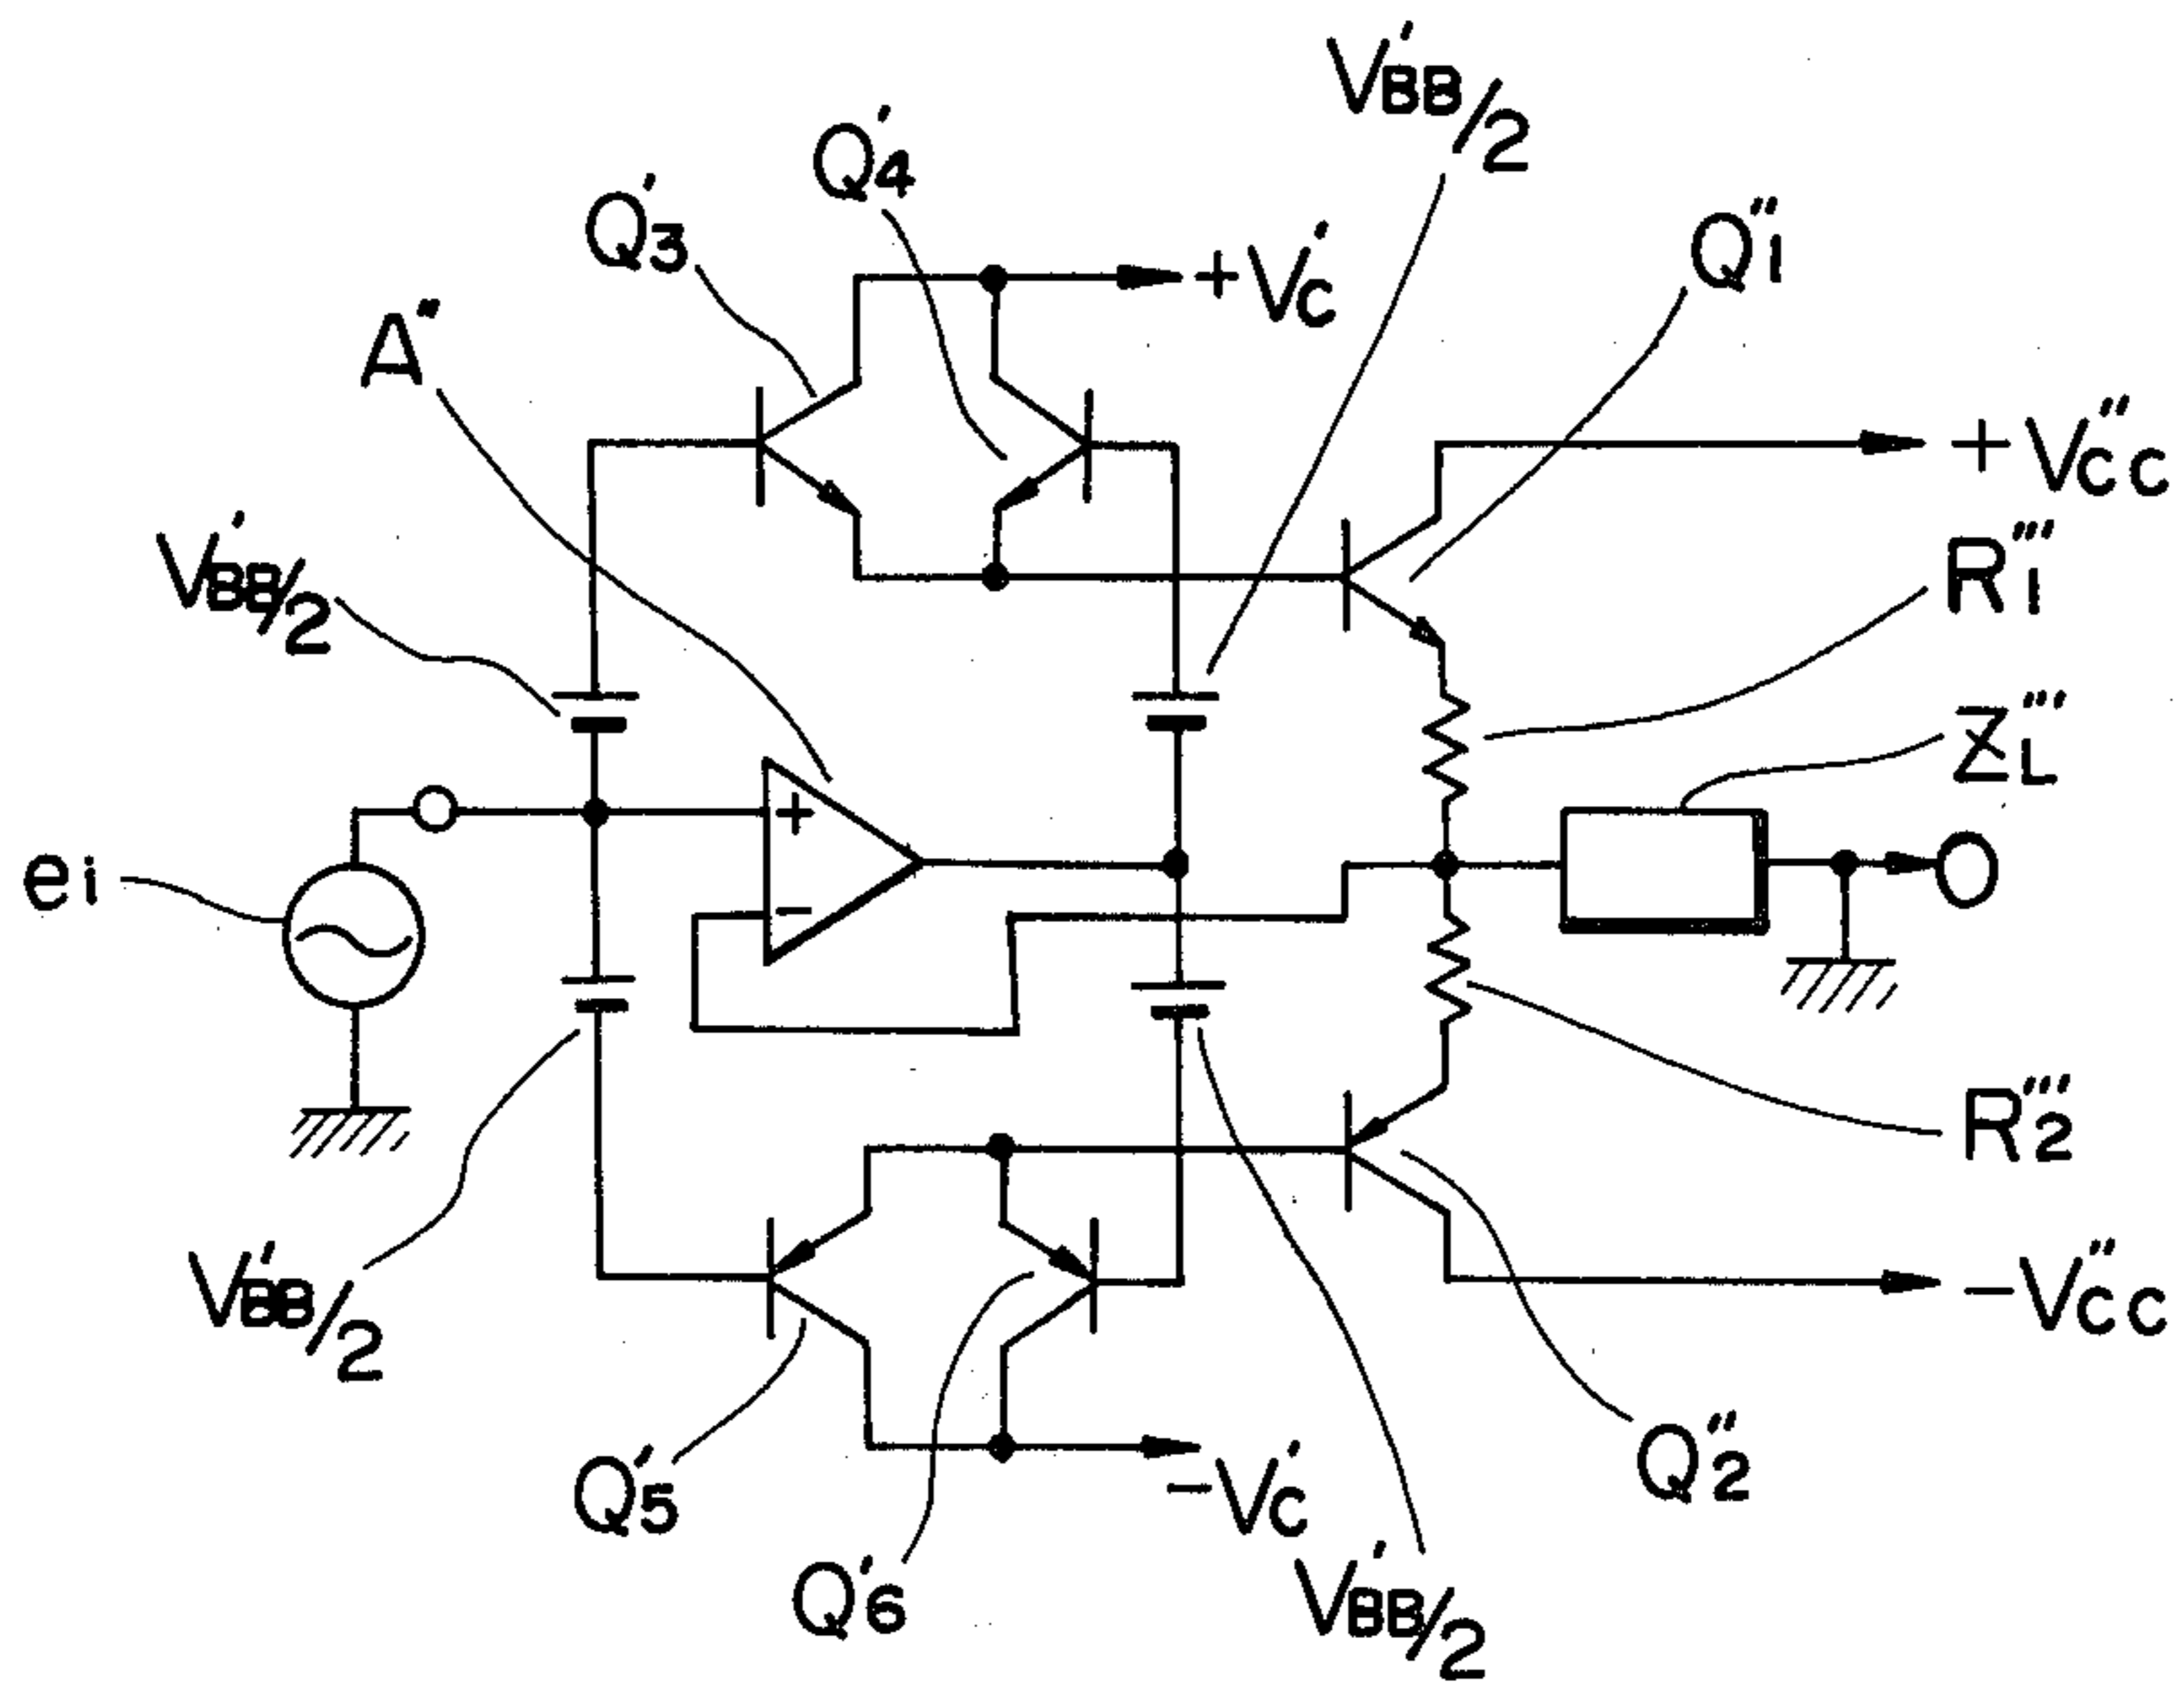 V'BB/2
Q'4
Q'3
Q"1
+V'C
A"
+V"CC
V'BB/2
R'''1
Z'''L
+
ei
−
O
R'''2
V'BB/2
−V"CC
Q'5
−V'C
Q"2
Q'6
V'BB/2